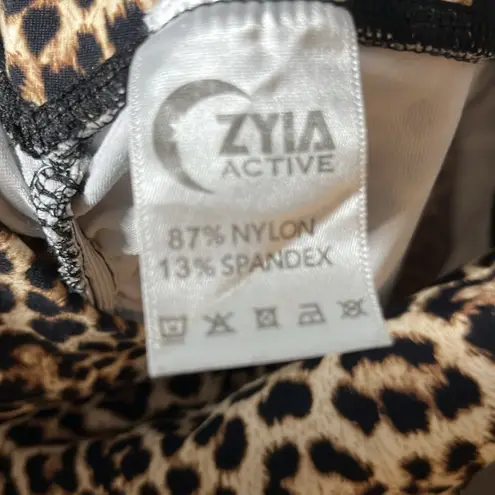 ZYIA
ACTIVE
87% NYLON
13% SPANDEX